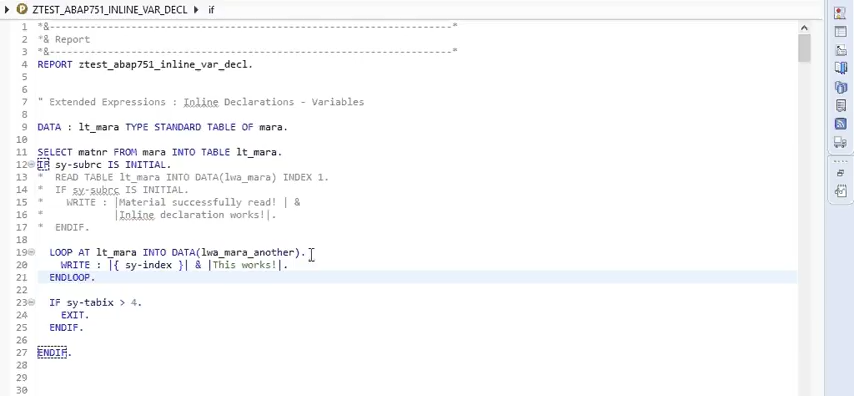 ZTEST_ABAP751_INLINE_VAR_DECL if
1 *&---------------------------------------------------------------------*
2 *& Report
3 *&---------------------------------------------------------------------*
4 REPORT ztest_abap751_inline_var_decl.
5
6
7 " Extended Expressions : Inline Declarations - Variables
8
9 DATA : lt_mara TYPE STANDARD TABLE OF mara.
10
11 SELECT matnr FROM mara INTO TABLE lt_mara.
12 IF sy-subrc IS INITIAL.
13 *  READ TABLE lt_mara INTO DATA(lwa_mara) INDEX 1.
14 *  IF sy-subrc IS INITIAL.
15 *    WRITE : |Material successfully read! | &
16 *            |Inline declaration works!|.
17 *  ENDIF.
18
19   LOOP AT lt_mara INTO DATA(lwa_mara_another).
20     WRITE : |{ sy-index }| & |This works!|.
21   ENDLOOP.
22
23   IF sy-tabix > 4.
24     EXIT.
25   ENDIF.
26
27 ENDIF.
28
29
30